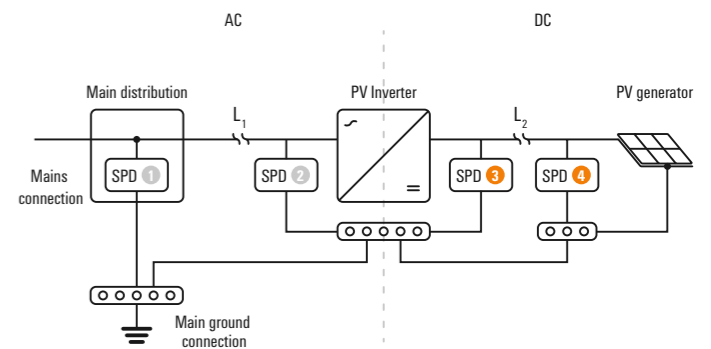 AC
DC
Main distribution
PV Inverter
PV generator
L1
L2
Mains
connection
SPD 1
SPD 2
SPD 3
SPD 4
Main ground
connection